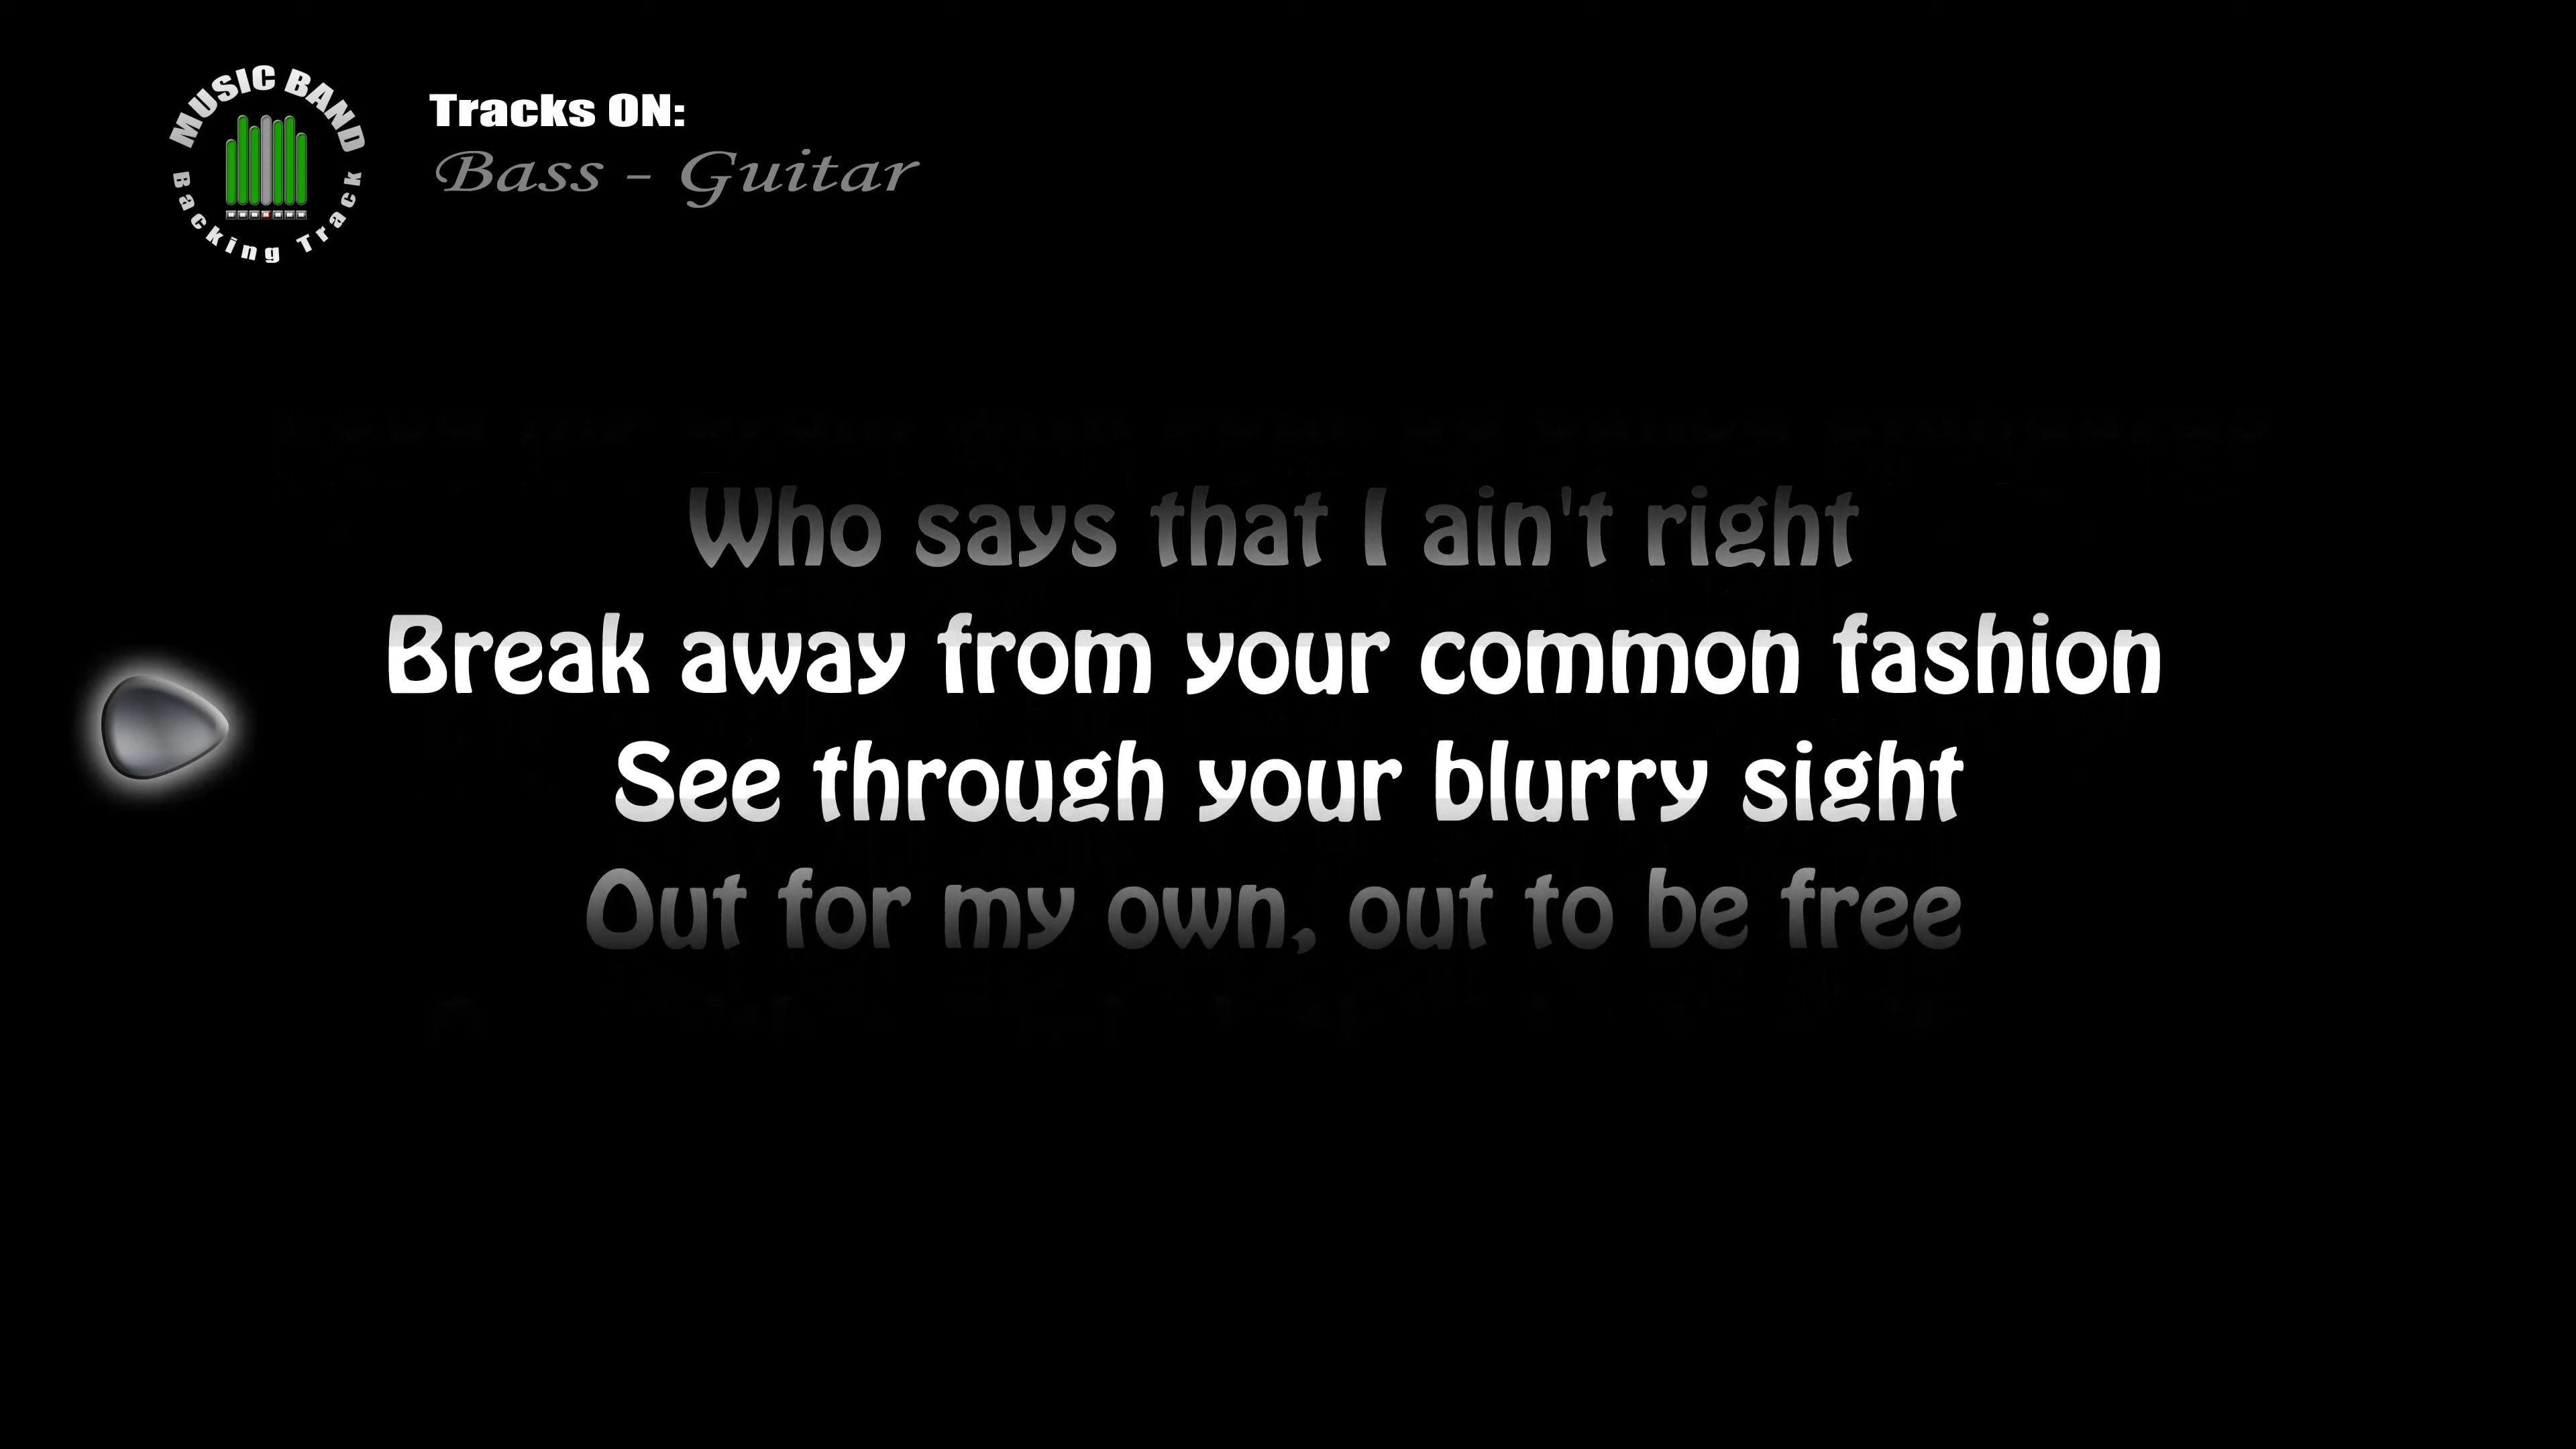 MUSIC BAND
Backing Track
Tracks ON:
Bass - Guitar
Who says that I ain't right
Break away from your common fashion
See through your blurry sight
Out for my own, out to be free